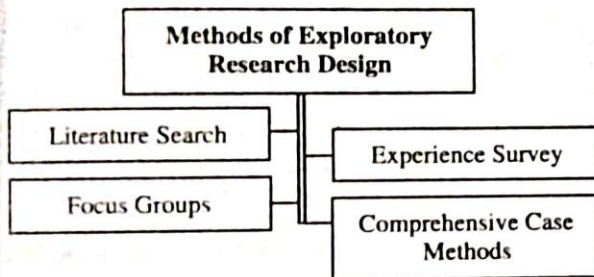 Methods of Exploratory
Research Design
Literature Search
Experience Survey
Focus Groups
Comprehensive Case
Methods